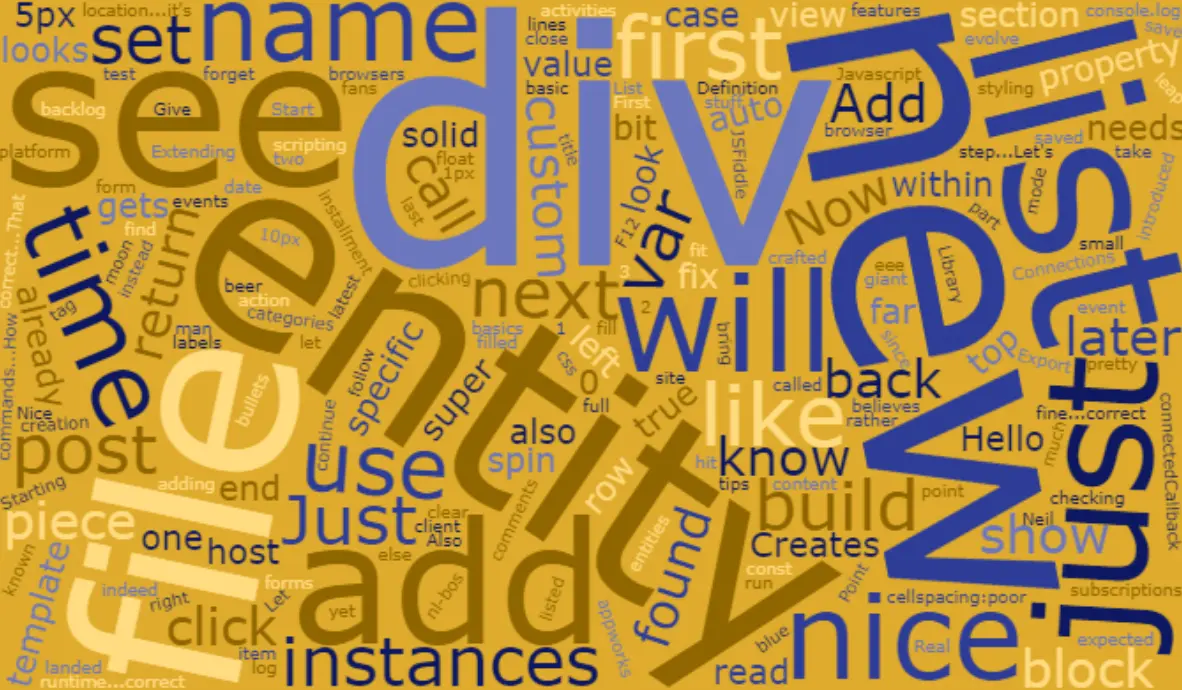 5px
location...it's
name
activities
lines
close
first
case
view
features
section
console.log
save
looks
set
evolve
list
see
test
forget
browsers
fans
div
value
basic
List
First
Definition
stuff
auto
new
Javascript
styling
property
leap
backlog
Give
Start
solid
custom
title
bit
Add
browser
saved
needs
platform
Extending
scripting
two
call
float
1px
last
JSFiddle
step...Let's
take
form
date
look
F12
var
Now
within
mode
Introduced
gets
events
installment
find
10px
part
small
time
moon
instead
return
entity
clicking
fit
crafted
eee
giant
Library
Connections
3
fix
already
tag
beer
action
categories
latest
next
will
2
far
event
man
labels
let
basics
filled
1
left
fill
bring
since
top
later
commands...How
correct...That
file
bullets
follow
specific
super
css
0
full
site
true
called
back
Export
pretty
Nice
creation
continue
like
believes
rather
fine...correct
post
use
also
row
know
Hello
much
just
connectedCallback
spin
hit
tips
content
Starting
adding
end
Just
clear
comments
entities
found
build
point
checking
piece
one
host
client
Also
Creates
Neil
show
known
template
else
add
const
run
indeed
right
forms
Let
yet
nl-bos
listed
appworks
Point
cellspacing:poor
subscriptions
click
item
log
instances
blue
read
nice
Real
expected
landed
runtime...correct
block